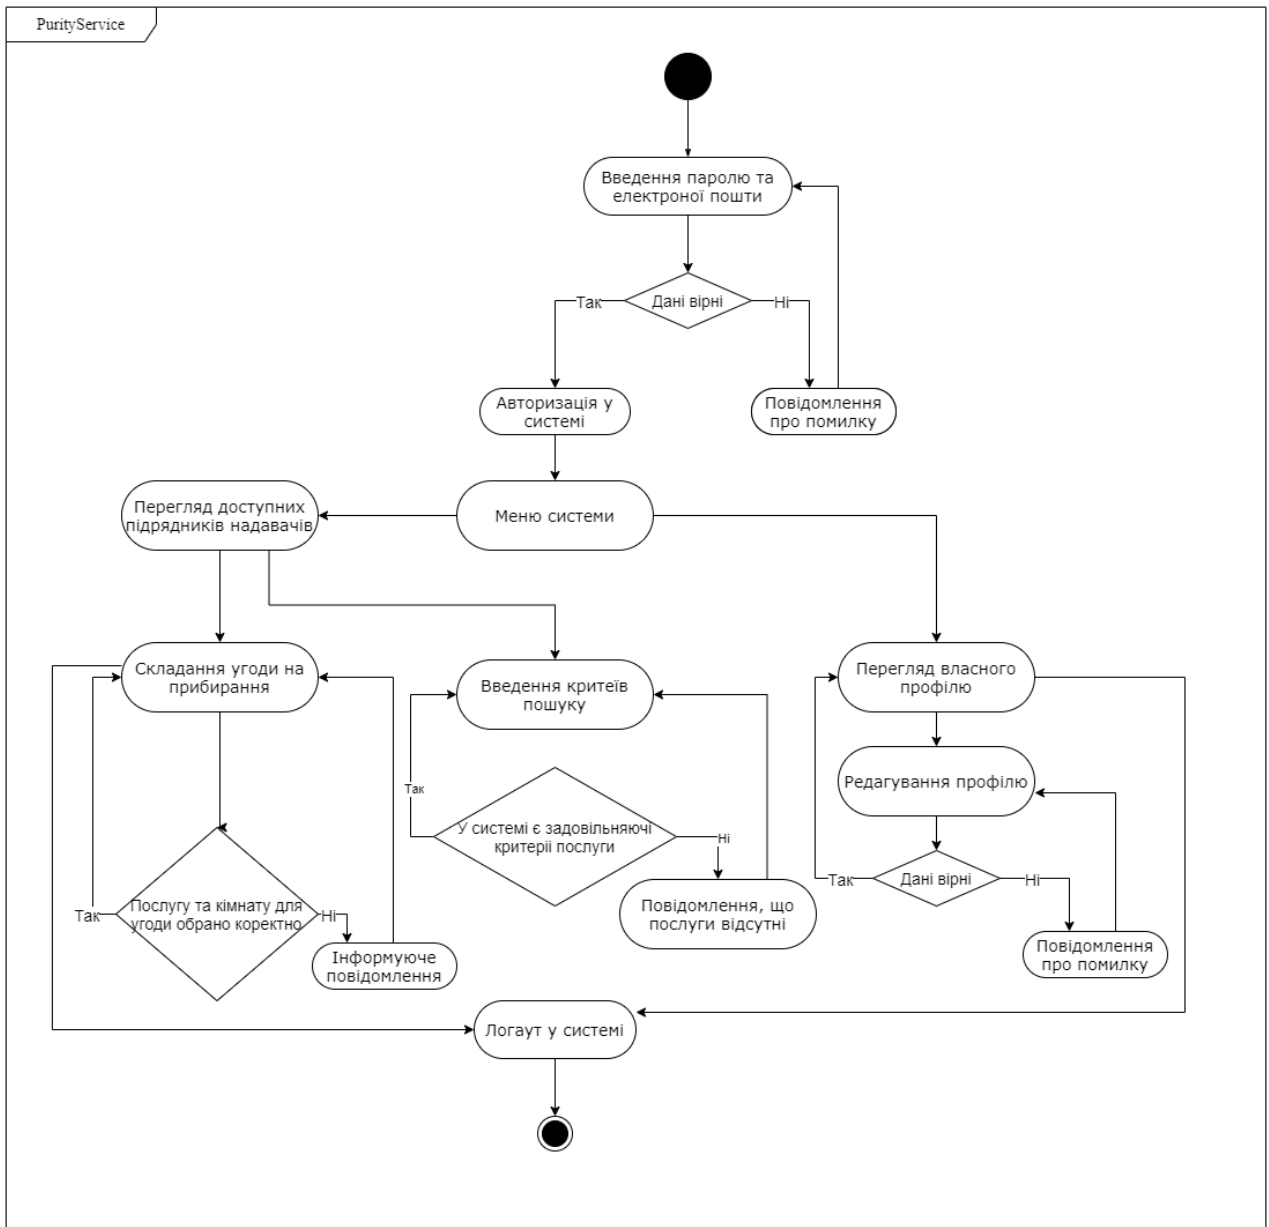 PurityService
Введення паролю та
електроної пошти
Дані вірні
Так
Ні
Авторизація у
системі
Повідомлення
про помилку
Перегляд доступних
підрядників надавачів
Меню системи
Складання угоди на
прибирання
Введення критеїв
пошуку
Перегляд власного
профілю
Редагування профілю
Так
У системі є задовільняючі
критерії послуги
Ні
Дані вірні
Так
Ні
Послугу та кімнату для
угоди обрано коректно
Так
Ні
Повідомлення, що
послуги відсутні
Інформуюче
повідомлення
Повідомлення
про помилку
Логаут у системі